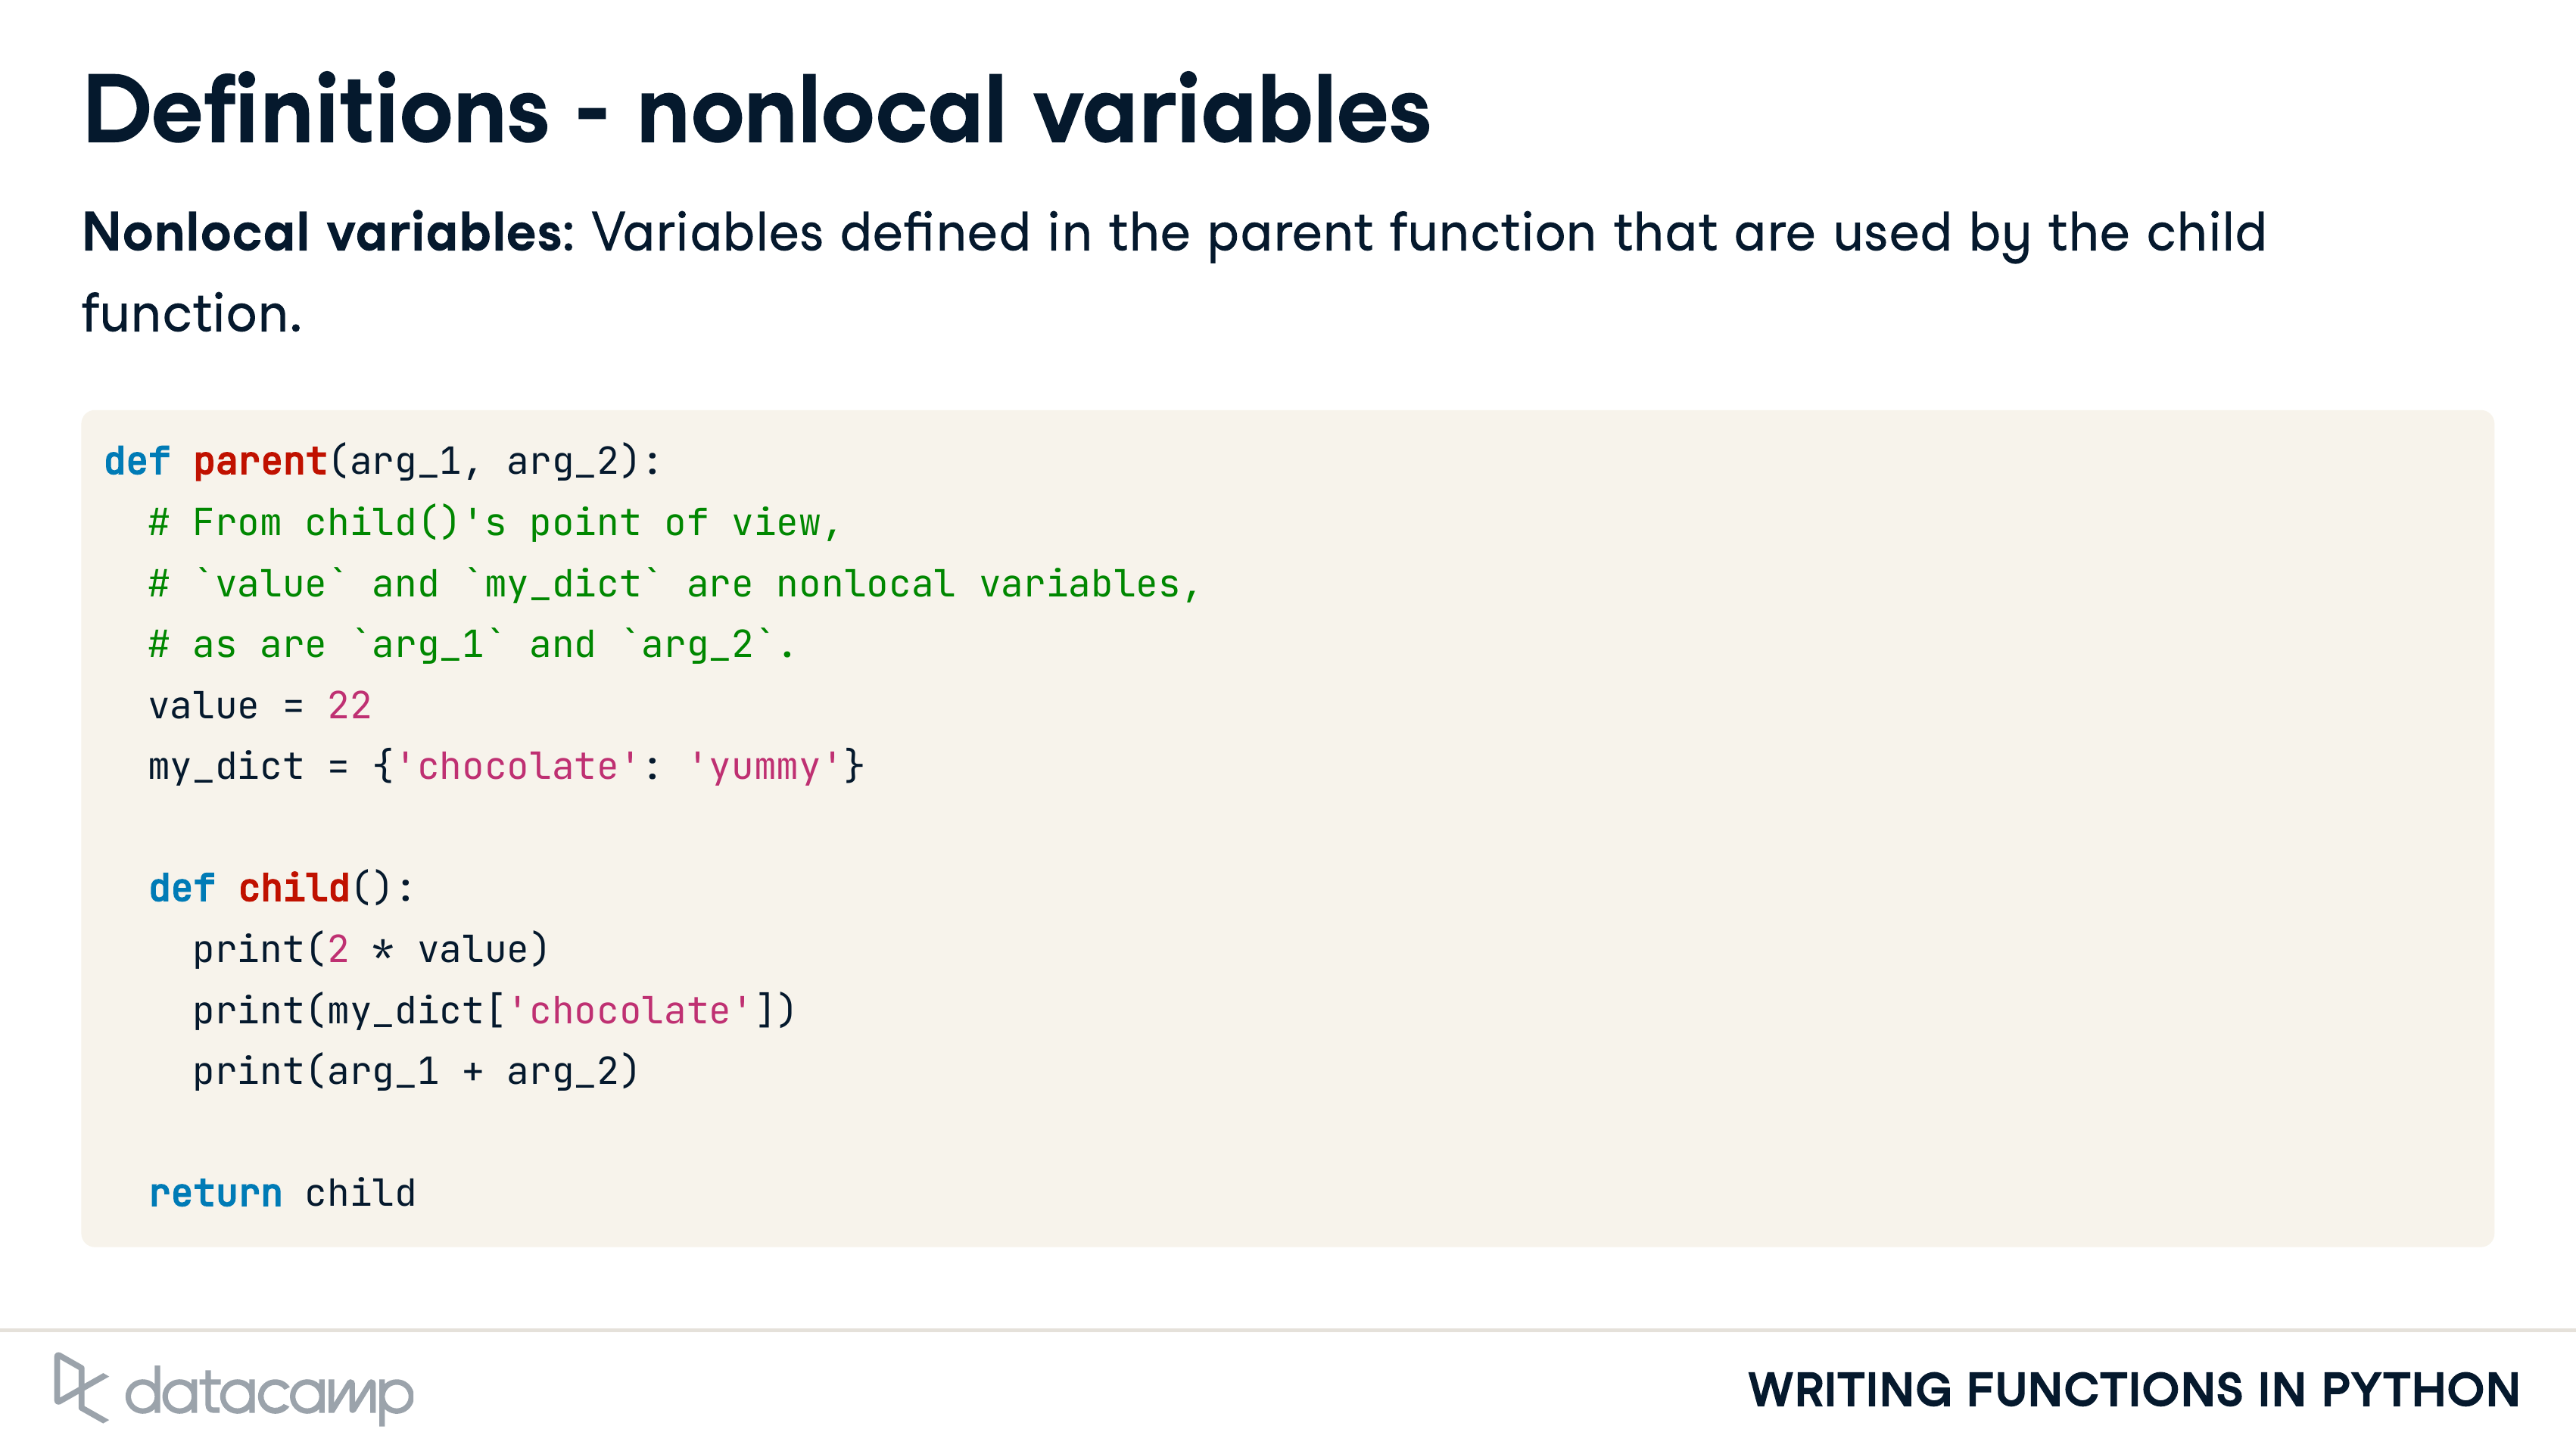 Definitions - nonlocal variables
Nonlocal variables: Variables defined in the parent function that are used by the child
function.
def parent(arg_1, arg_2):
  # From child()'s point of view,
  # `value` and `my_dict` are nonlocal variables,
  # as are `arg_1` and `arg_2`.
  value = 22
  my_dict = {'chocolate': 'yummy'}

  def child():
    print(2 * value)
    print(my_dict['chocolate'])
    print(arg_1 + arg_2)

  return child
datacamp
WRITING FUNCTIONS IN PYTHON